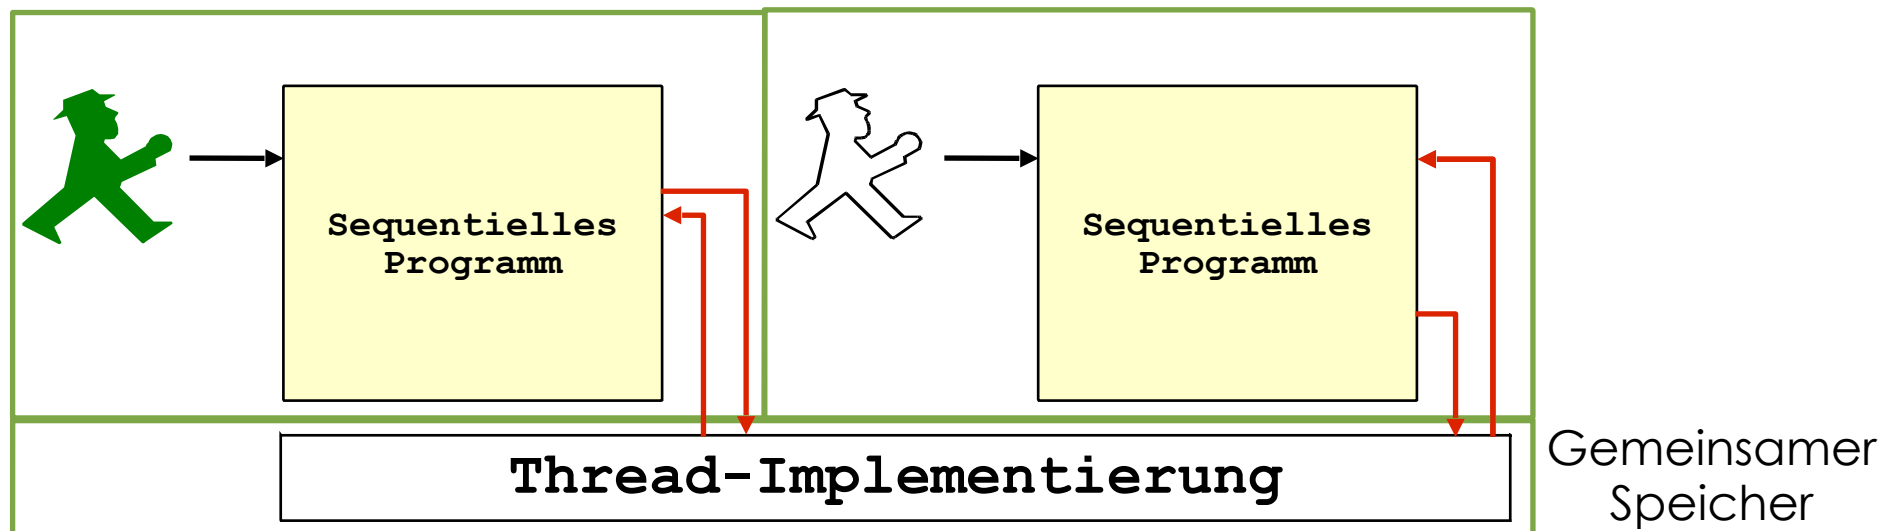 Sequentielles
Programm
Sequentielles
Programm
Thread-Implementierung
Gemeinsamer
Speicher